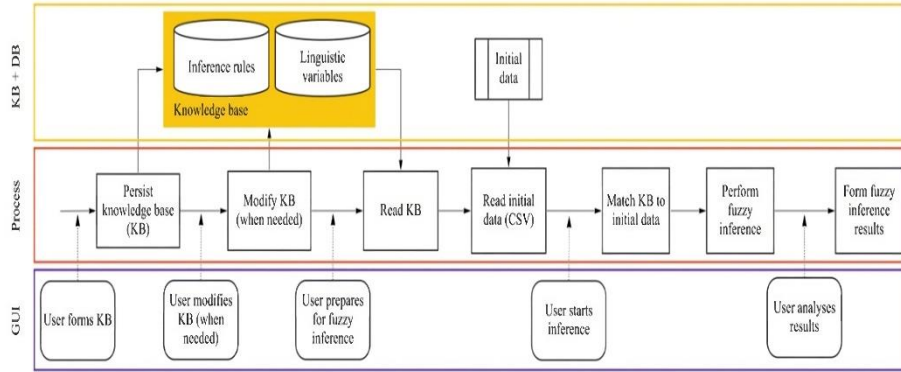 KB + DB
Inference rules
Linguistic
variables
Knowledge base
Initial
data
Process
Persist
knowledge base
(KB)
Modify KB
(when needed)
Read KB
Read initial
data (CSV)
Match KB to
initial data
Perform
fuzzy
inference
Form fuzzy
inference
results
GUI
User forms KB
User modifies
KB (when
needed)
User prepares
for fuzzy
inference
User starts
inference
User analyses
results